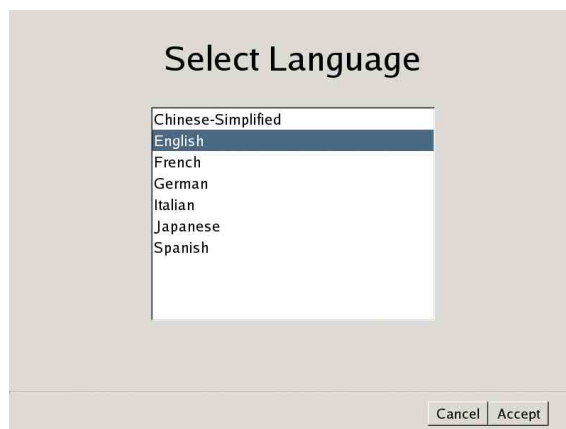 Select Language
Chinese-Simplified
English
French
German
Italian
Japanese
Spanish
Cancel Accept